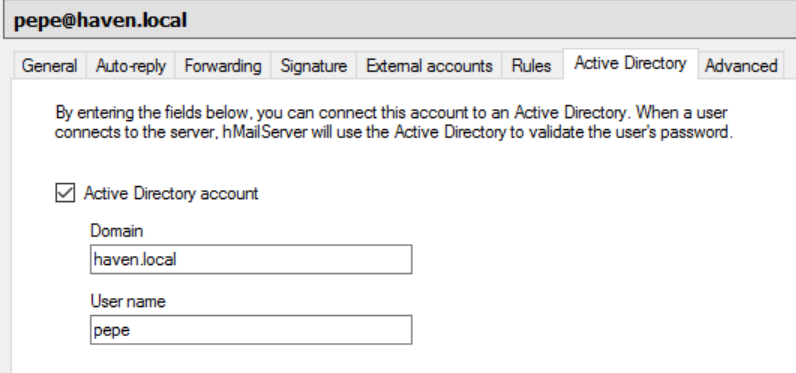 pepe@haven.local
General Auto-reply Forwarding Signature External accounts Rules Active Directory Advanced
By entering the fields below, you can connect this account to an Active Directory. When a user
connects to the server, hMailServer will use the Active Directory to validate the user's password.
Active Directory account
Domain
haven.local
User name
pepe